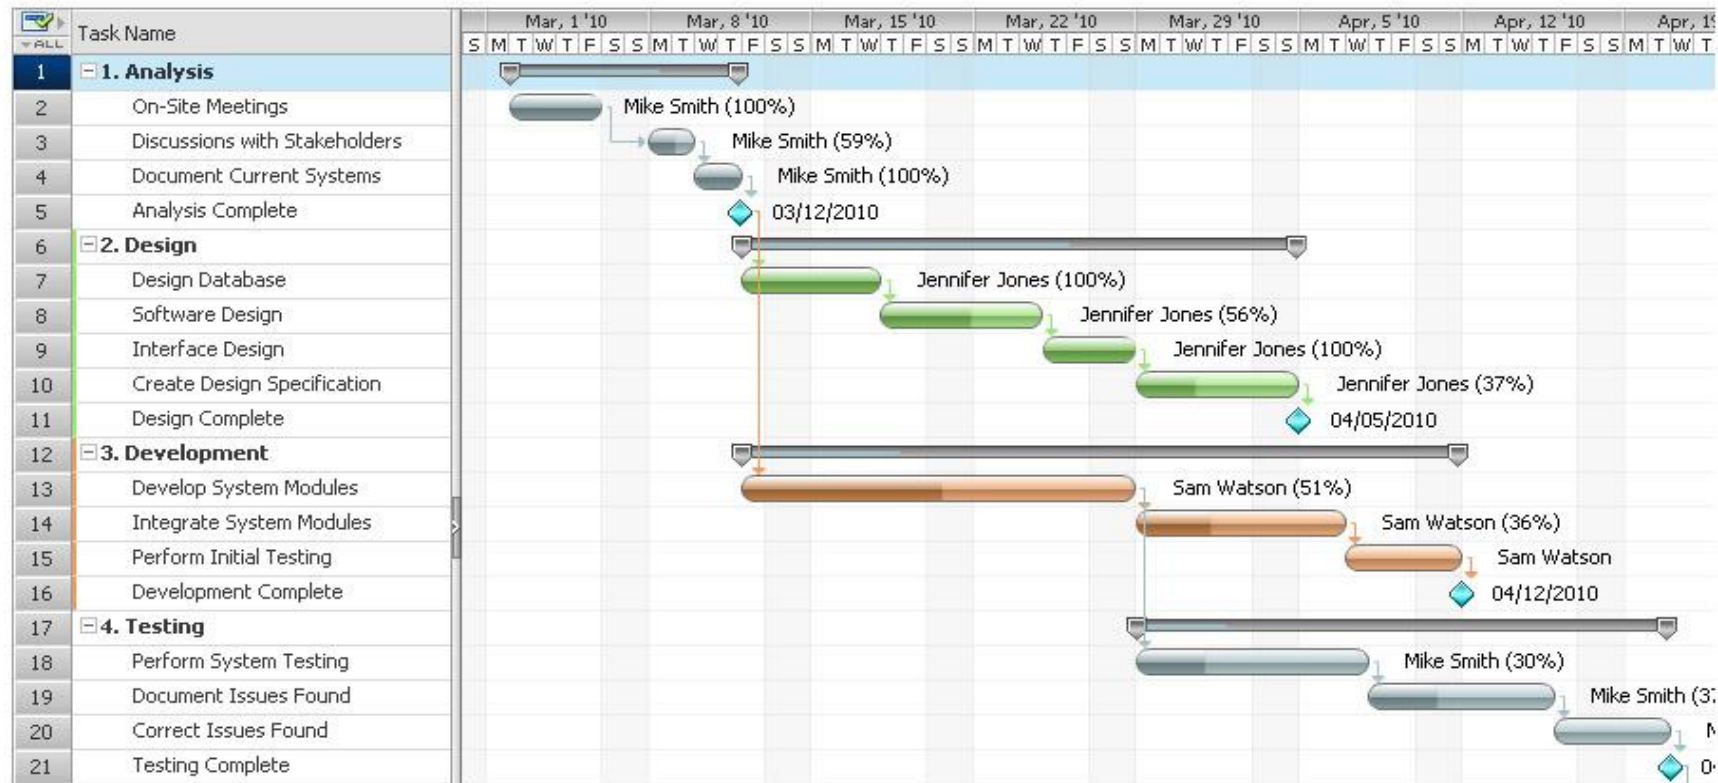 Mar, 1 '10 Mar, 8 '10 Mar, 15 '10 Mar, 22 '10 Mar, 29 '10 Apr, 5 '10 Apr, 12 '10 Apr,
ALL Task Name S M T W T F S S M T W T F S S M T W T F S S M T W T F S S M T W T F S S M T W T F S S M T W T F S S M T W T
1 1. Analysis
2 On-Site Meetings Mike Smith (100%)
3 Discussions with Stakeholders Mike Smith (59%)
4 Document Current Systems Mike Smith (100%)
5 Analysis Complete 03/12/2010
6 2. Design
7 Design Database Jennifer Jones (100%)
8 Software Design Jennifer Jones (56%)
9 Interface Design Jennifer Jones (100%)
10 Create Design Specification Jennifer Jones (37%)
11 Design Complete 04/05/2010
12 3. Development
13 Develop System Modules Sam Watson (51%)
14 Integrate System Modules Sam Watson (36%)
15 Perform Initial Testing Sam Watson
16 Development Complete 04/12/2010
17 4. Testing
18 Perform System Testing Mike Smith (30%)
19 Document Issues Found Mike Smith
20 Correct Issues Found
21 Testing Complete